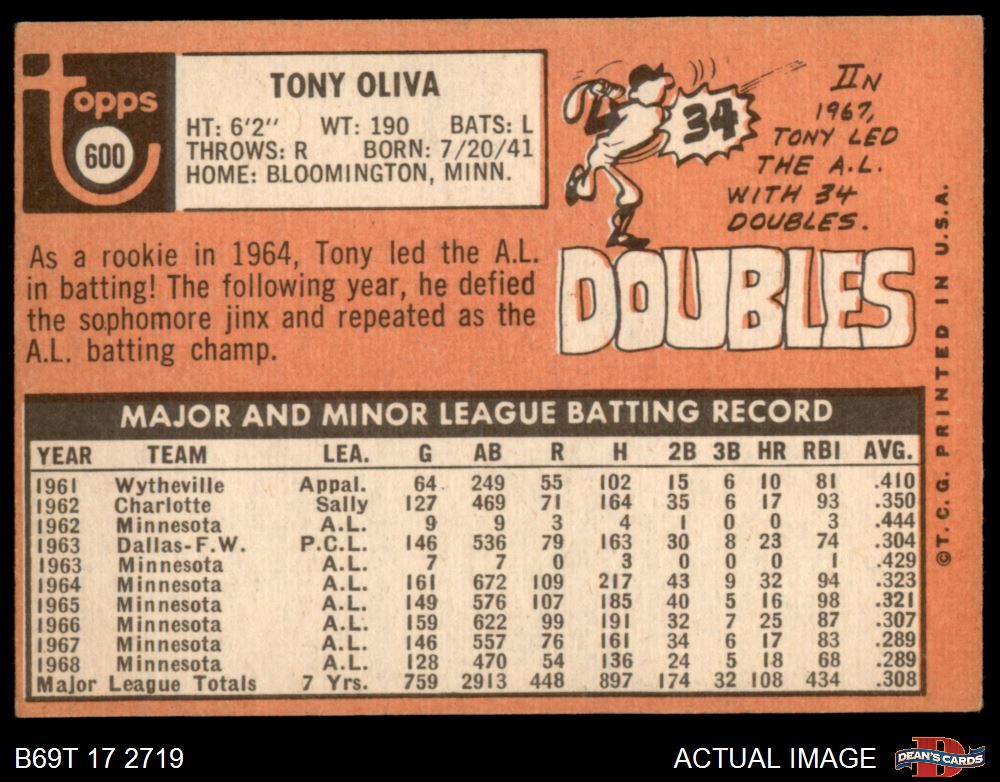 Topps
600
TONY OLIVA
HT: 6'2" WT: 190 BATS: L
THROWS: R BORN: 7/20/41
HOME: BLOOMINGTON, MINN.
34
IIN
1967,
TONY LED
THE A.L.
WITH 34
DOUBLES.
DOUBLES
As a rookie in 1964, Tony led the A.L.
in batting! The following year, he defied
the sophomore jinx and repeated as the
A.L. batting champ.
MAJOR AND MINOR LEAGUE BATTING RECORD
YEAR TEAM LEA. G AB R H 2B 3B HR RBI AVG.
1961 Wytheville Appal. 64 249 55 102 15 6 10 81 .410
1962 Charlotte Sally 127 469 71 164 35 6 17 93 .350
1962 Minnesota A.L. 9 9 3 4 1 0 0 3 .444
1963 Dallas-F.W. P.C.L. 146 536 79 163 30 8 23 74 .304
1963 Minnesota A.L. 7 7 0 3 0 0 0 1 .429
1964 Minnesota A.L. 161 672 109 217 43 9 32 94 .323
1965 Minnesota A.L. 149 576 107 185 40 5 16 98 .321
1966 Minnesota A.L. 159 622 99 191 32 7 25 87 .307
1967 Minnesota A.L. 146 557 76 161 34 6 17 83 .289
1968 Minnesota A.L. 128 470 54 136 24 5 18 68 .289
Major League Totals 7 Yrs. 759 2913 448 897 174 32 108 434 .308
©T.C.G. PRINTED IN U.S.A.
B69T 17 2719
ACTUAL IMAGE
D
DEAN'S CARDS